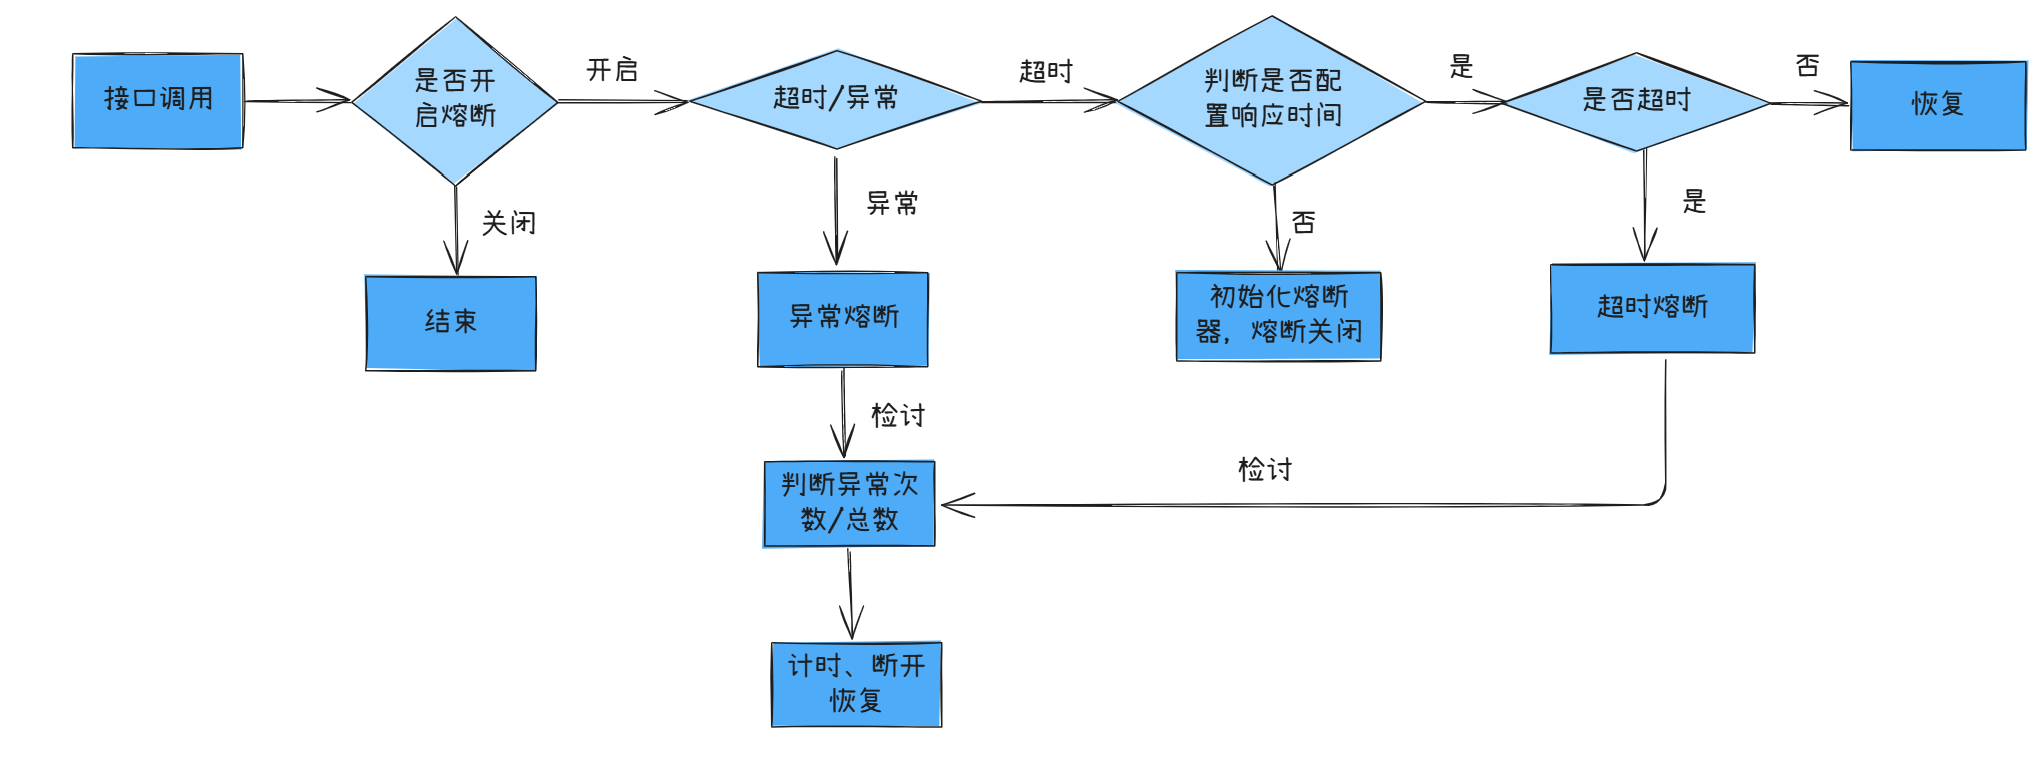 接口调用
是否开
启熔断
开启
超时/异常
超时
判断是否配
置响应时间
是
是否超时
否
恢复
关闭
结束
异常
异常熔断
否
初始化熔断
器，熔断关闭
是
超时熔断
检讨
检讨
判断异常次
数/总数
计时、断开
恢复